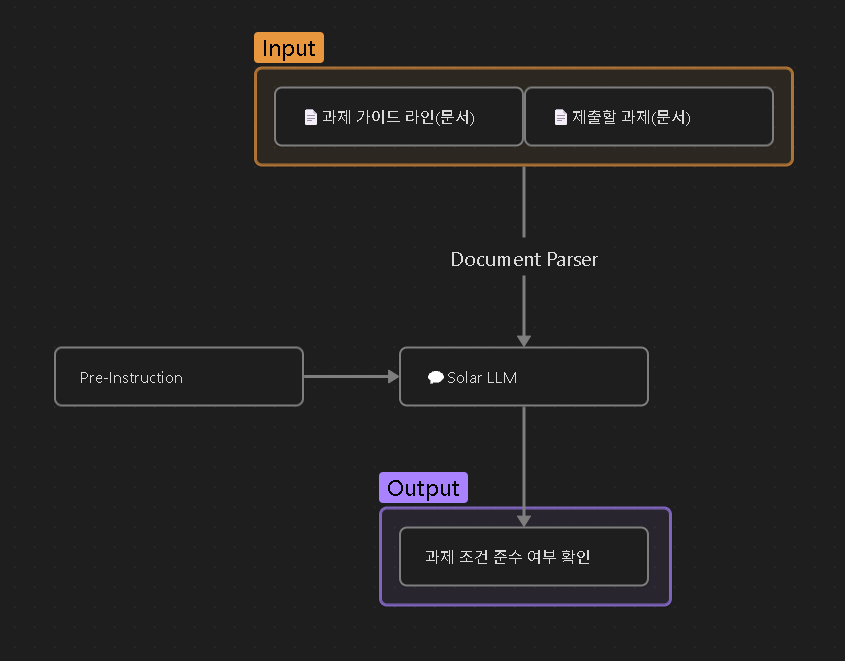 Input
📄 과제 가이드 라인(문서)
📄 제출할 과제(문서)
Document Parser
Pre-Instruction
💬 Solar LLM
Output
과제 조건 준수 여부 확인